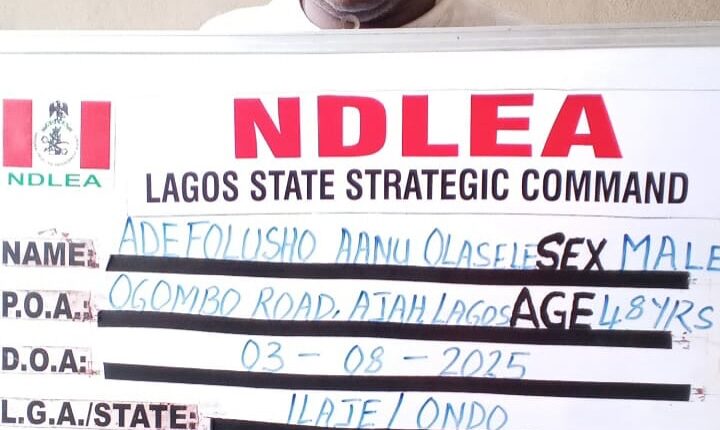 NDLEA
NDLEA
LAGOS STATE STRATEGIC COMMAND
NAME: ADEFOLUSHO AANU OLASELE SEX MALE
P.O.A.: OGOMBO ROAD, AJAH, LAGOS AGE 48YRS
D.O.A: 03-08-2025
L.G.A./STATE: ILAJE / ONDO